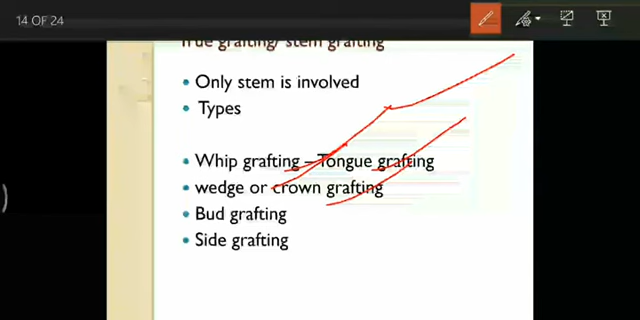 14 OF 24
True grafting/ stem grafting
• Only stem is involved
• Types
• Whip grafting – Tongue grafting
• wedge or crown grafting
• Bud grafting
• Side grafting